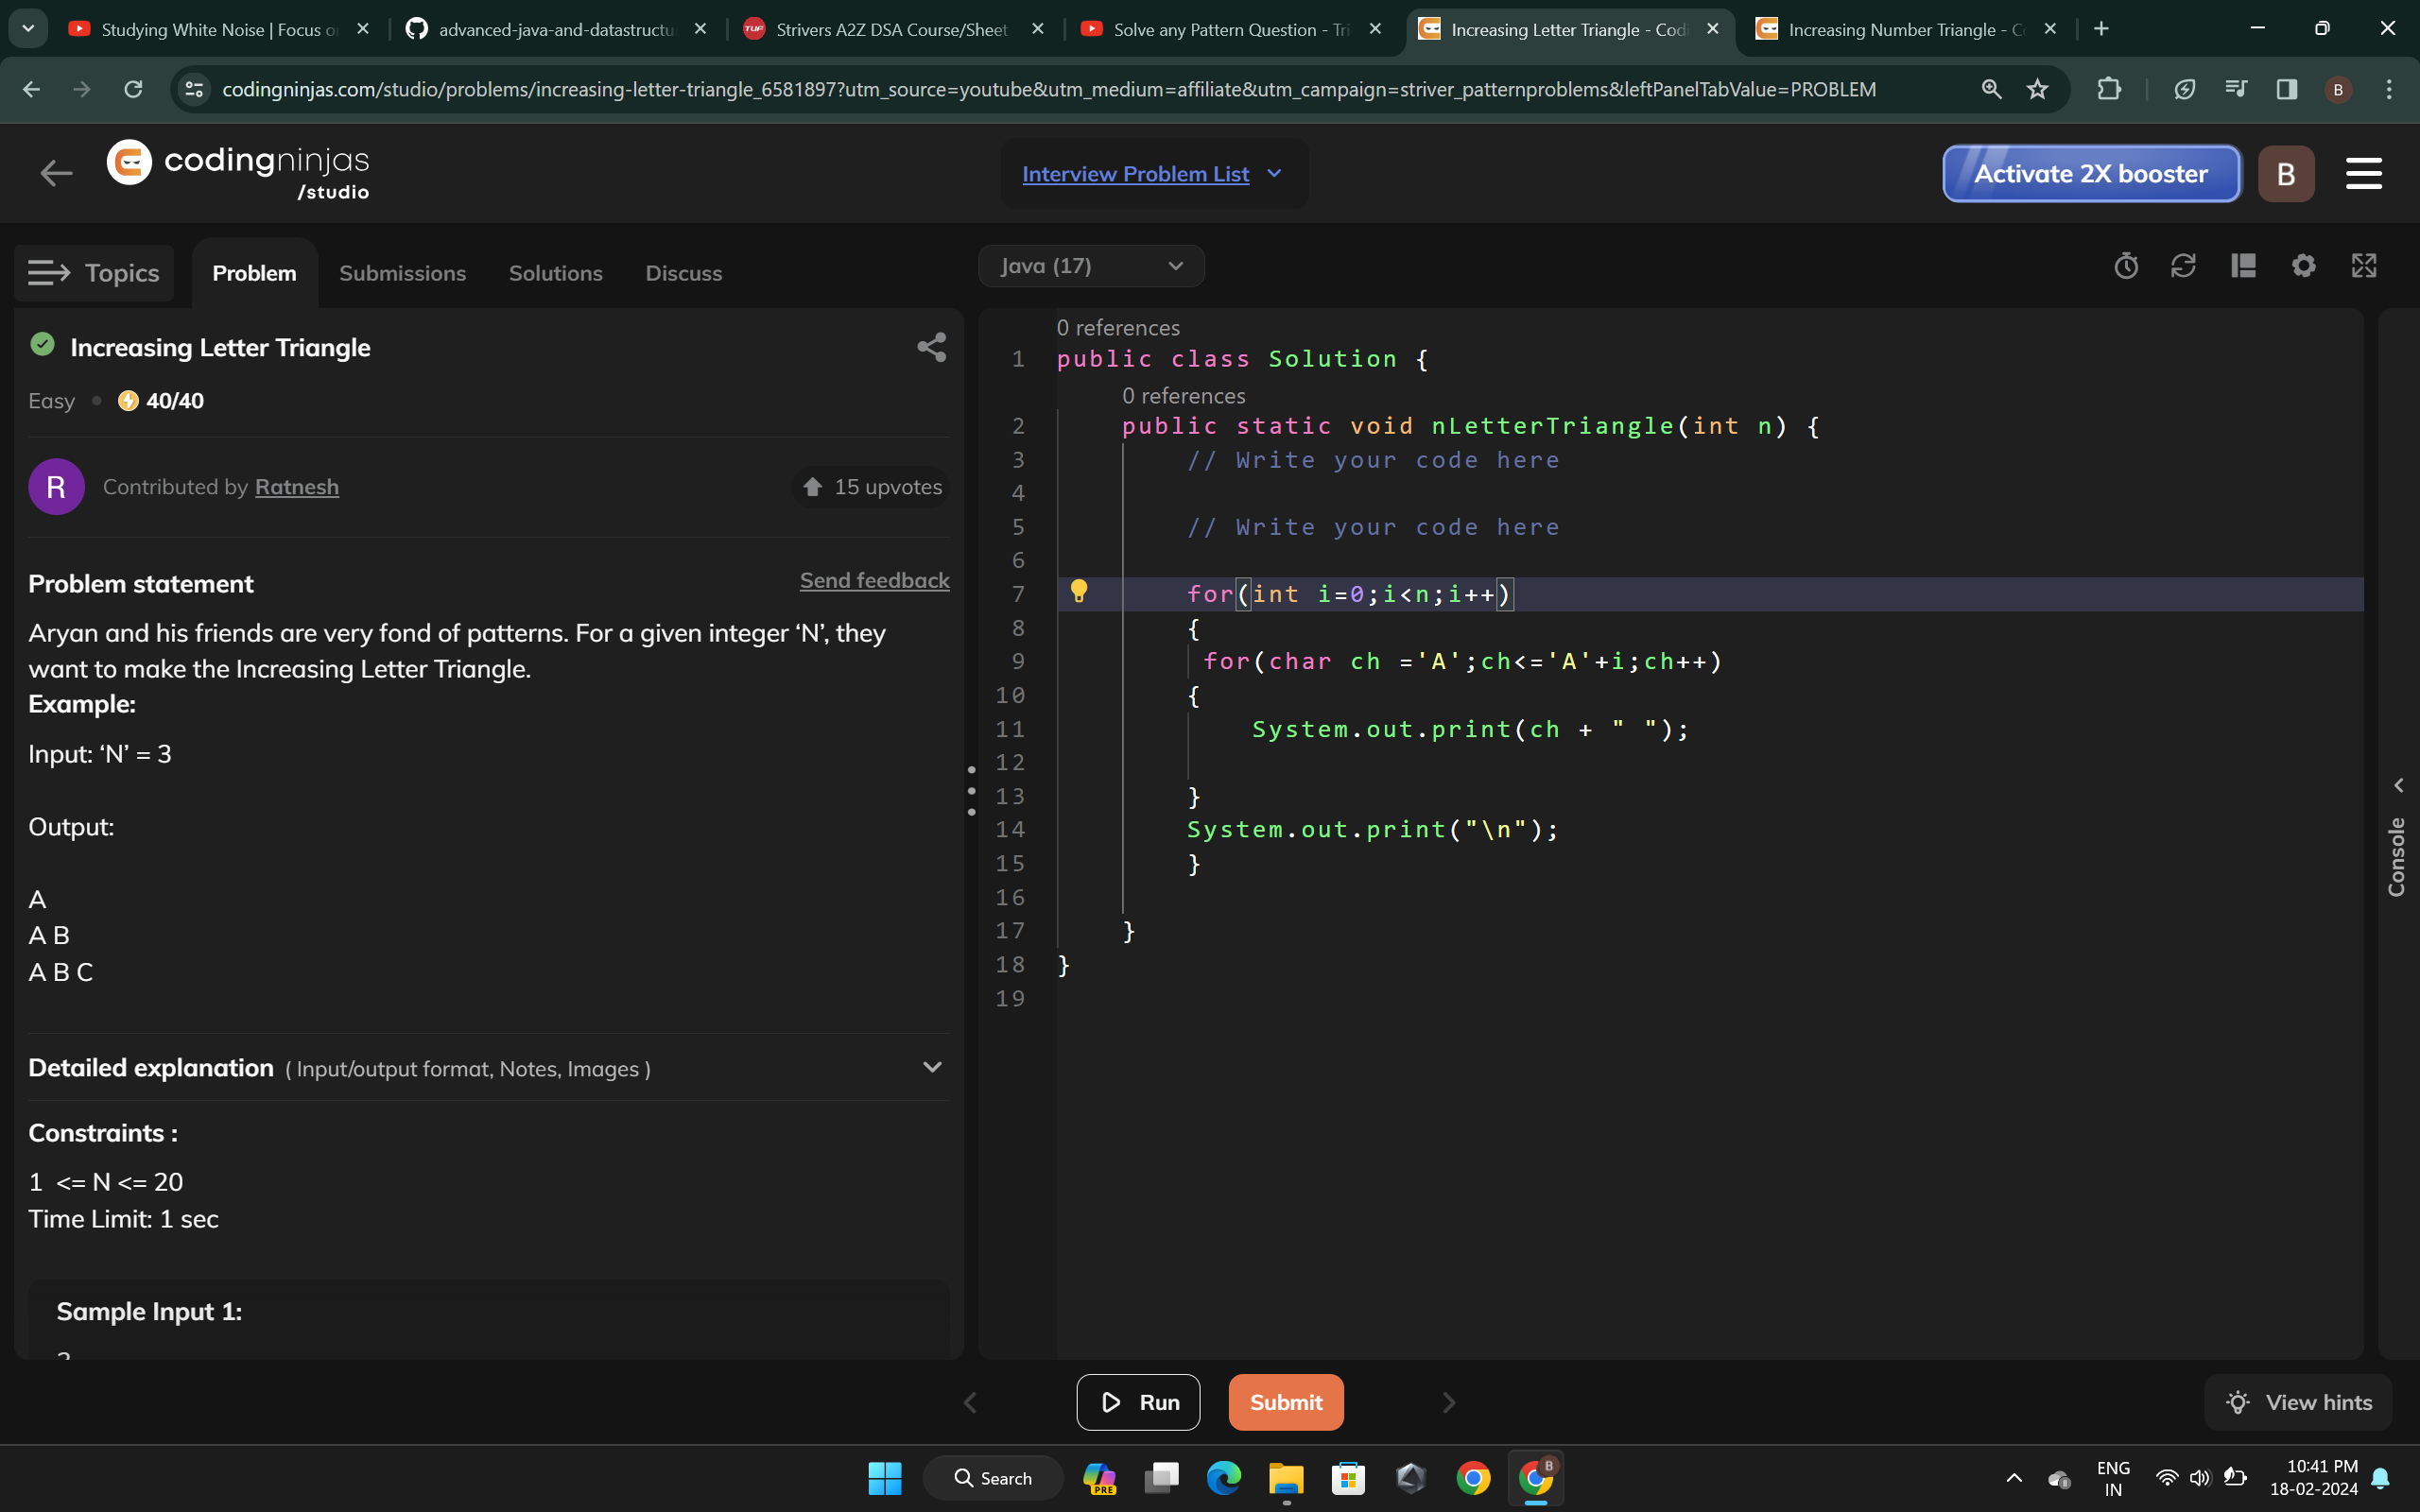 Studying White Noise | Focus o
advanced-java-and-datastructu
Strivers A2Z DSA Course/Sheet
Solve any Pattern Question - Tri
Increasing Letter Triangle - Codi
Increasing Number Triangle - Co
codingninjas.com/studio/problems/increasing-letter-triangle_6581897?utm_source=youtube&utm_medium=affiliate&utm_campaign=striver_patternproblems&leftPanelTabValue=PROBLEM
B
codingninjas
/studio
Interview Problem List
Activate 2X booster
B
Topics
Problem
Submissions
Solutions
Discuss
Java (17)
Increasing Letter Triangle
Easy
40/40
R
Contributed by Ratnesh
15 upvotes
Problem statement
Send feedback
Aryan and his friends are very fond of patterns. For a given integer ‘N’, they
want to make the Increasing Letter Triangle.
Example:
Input: ‘N’ = 3
Output:
A
A B
A B C
Detailed explanation ( Input/output format, Notes, Images )
Constraints :
1 <= N <= 20
Time Limit: 1 sec
Sample Input 1:
0 references
1 public class Solution {
0 references
2 public static void nLetterTriangle(int n) {
3 // Write your code here
4
5 // Write your code here
6
7 for(int i=0;i<n;i++)
8 {
9 for(char ch ='A';ch<='A'+i;ch++)
10 {
11 System.out.print(ch + " ");
12
13 }
14 System.out.print("\n");
15 }
16
17 }
18 }
19
Console
Run
Submit
View hints
Search
PRE
B
ENG
IN
10:41 PM
18-02-2024